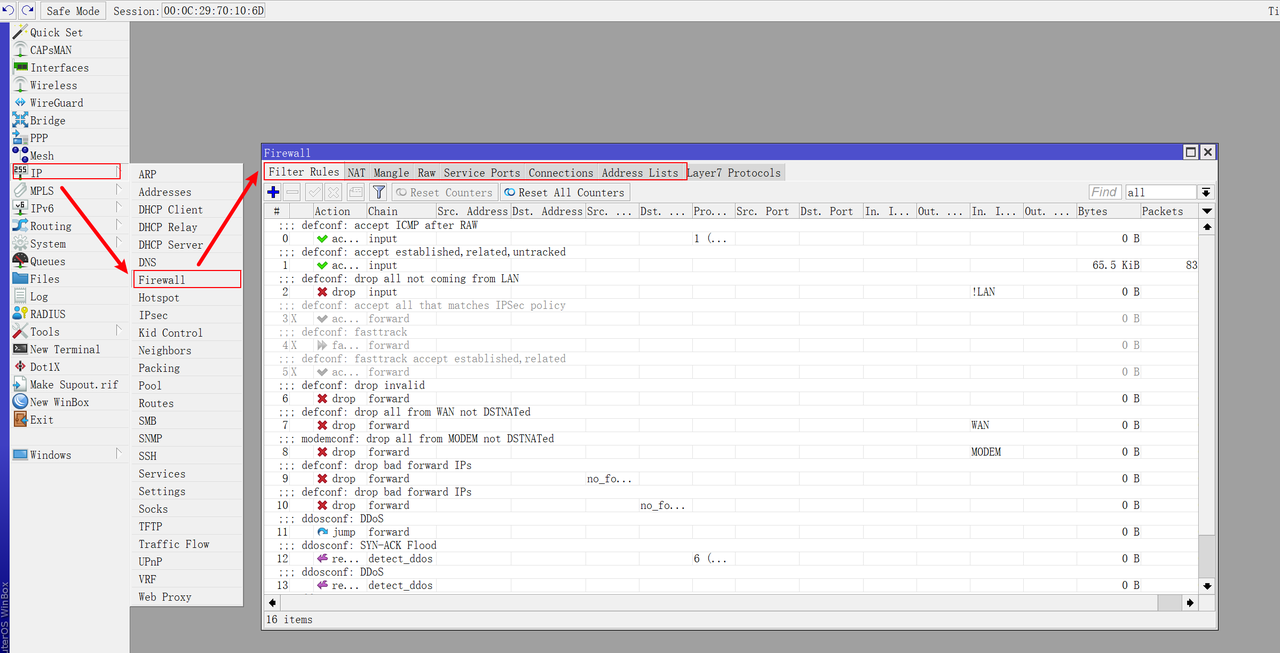 Safe Mode Session: 00:0C:29:70:10:6D Ti
Quick Set
CAPsMAN
Interfaces
Wireless
WireGuard
Bridge
PPP
Mesh
IP
MPLS
IPv6
Routing
System
Queues
Files
Log
RADIUS
Tools
New Terminal
Dot1X
Make Supout.rif
New WinBox
Exit
Windows
uterOS WinBox
ARP
Addresses
DHCP Client
DHCP Relay
DHCP Server
DNS
Firewall
Hotspot
IPsec
Kid Control
Neighbors
Packing
Pool
Routes
SMB
SNMP
SSH
Services
Settings
Socks
TFTP
Traffic Flow
UPnP
VRF
Web Proxy
Firewall
Filter Rules NAT Mangle Raw Service Ports Connections Address Lists Layer7 Protocols
Reset Counters Reset All Counters Find all
# Action Chain Src. Address Dst. Address Src. ... Dst. ... Pro... Src. Port Dst. Port In. I... Out. ... In. I... Out. ... Bytes Packets
;;; defconf: accept ICMP after RAW
0 ac... input 1 (... 0 B
;;; defconf: accept established,related,untracked
1 ac... input 65.5 KiB 83
;;; defconf: drop all not coming from LAN
2 drop input !LAN 0 B
;;; defconf: accept all that matches IPSec policy
3 X ac... forward 0 B
;;; defconf: fasttrack
4 X fa... forward 0 B
;;; defconf: fasttrack accept established,related
5 X ac... forward 0 B
;;; defconf: drop invalid
6 drop forward 0 B
;;; defconf: drop all from WAN not DSTNATed
7 drop forward WAN 0 B
;;; modemconf: drop all from MODEM not DSTNATed
8 drop forward MODEM 0 B
;;; defconf: drop bad forward IPs
9 drop forward no_fo... 0 B
;;; defconf: drop bad forward IPs
10 drop forward no_fo... 0 B
;;; ddosconf: DDoS
11 jump forward 0 B
;;; ddosconf: SYN-ACK Flood
12 re... detect_ddos 6 (... 0 B
;;; ddosconf: DDoS
13 re... detect_ddos 0 B
16 items